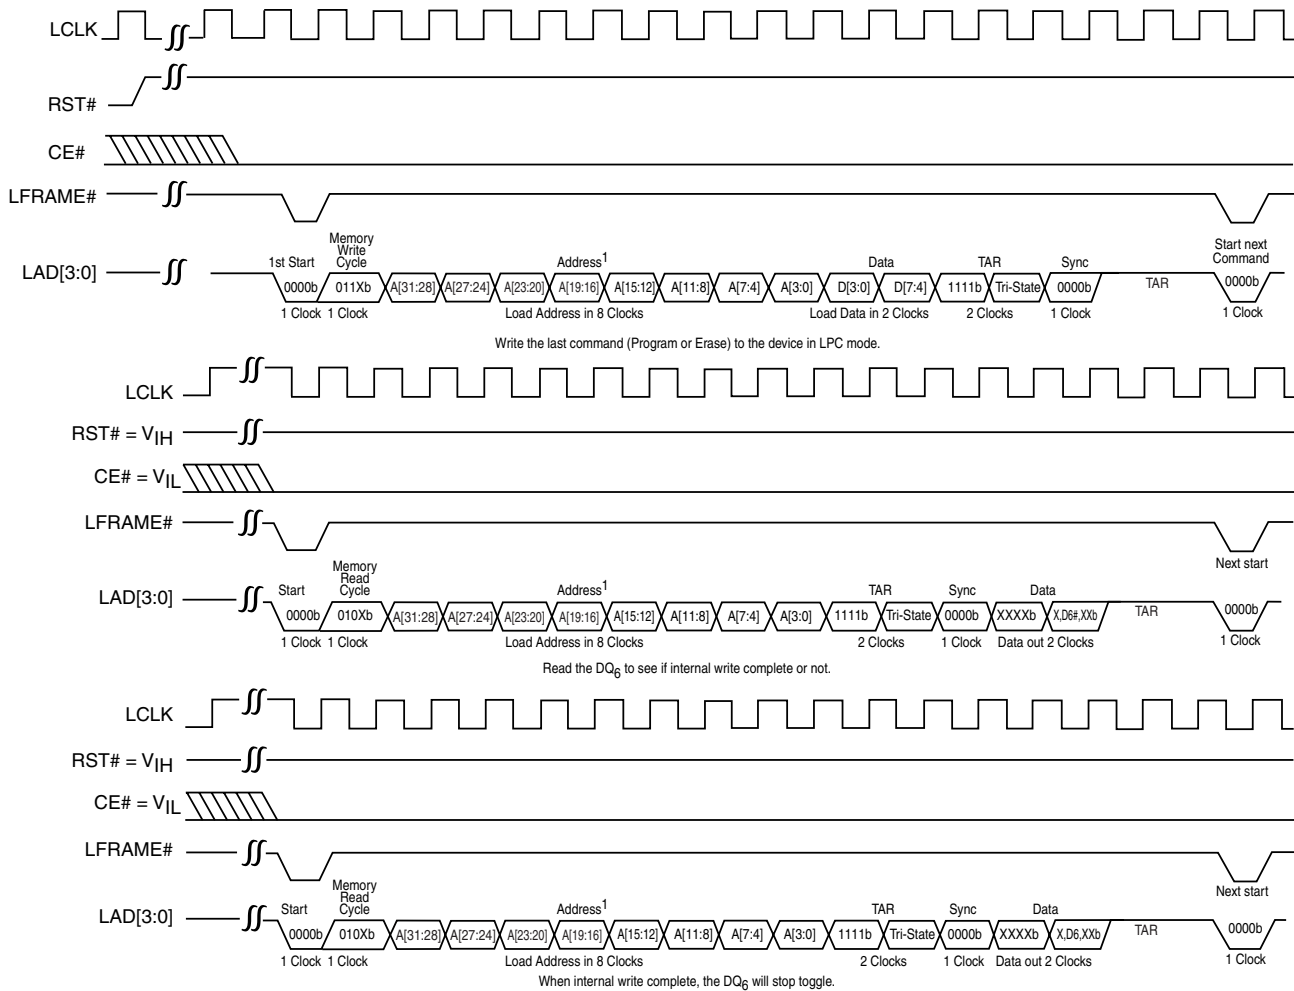 LCLK
RST#
CE#
LFRAME#
Memory
Write
Cycle
1st Start
Address1
Data
TAR
Sync
Start next
Command
LAD[3:0]
0000b 011Xb A[31:28] A[27:24] A[23:20] A[19:16] A[15:12] A[11:8] A[7:4] A[3:0] D[3:0] D[7:4] 1111b Tri-State 0000b TAR 0000b
1 Clock 1 Clock Load Address in 8 Clocks Load Data in 2 Clocks 2 Clocks 1 Clock 1 Clock
Write the last command (Program or Erase) to the device in LPC mode.
LCLK
RST# = VIH
CE# = VIL
LFRAME#
Next start
Memory
Read
Cycle
Start
Address1
TAR
Sync
Data
LAD[3:0]
0000b 010Xb A[31:28] A[27:24] A[23:20] A[19:16] A[15:12] A[11:8] A[7:4] A[3:0] 1111b Tri-State 0000b XXXXb X,D6#,XXb TAR 0000b
1 Clock 1 Clock Load Address in 8 Clocks 2 Clocks 1 Clock Data out 2 Clocks 1 Clock
Read the DQ6 to see if internal write complete or not.
LCLK
RST# = VIH
CE# = VIL
LFRAME#
Next start
Memory
Read
Cycle
Start
Address1
TAR
Sync
Data
LAD[3:0]
0000b 010Xb A[31:28] A[27:24] A[23:20] A[19:16] A[15:12] A[11:8] A[7:4] A[3:0] 1111b Tri-State 0000b XXXXb X,D6,XXb TAR 0000b
1 Clock 1 Clock Load Address in 8 Clocks 2 Clocks 1 Clock Data out 2 Clocks 1 Clock
When internal write complete, the DQ6 will stop toggle.